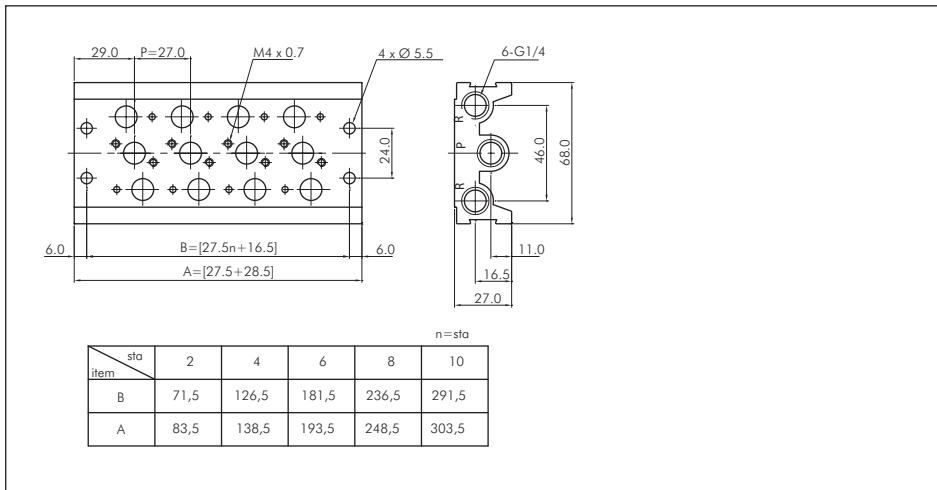 29.0 P=27.0 M4 x 0.7 4 x Ø 5.5 6-G1/4
R
P
R
24.0
46.0
68.0
6.0 B=[27.5n+16.5] 6.0 11.0
A=[27.5+28.5] 16.5
27.0
n=sta
sta
item 2 4 6 8 10
B 71,5 126,5 181,5 236,5 291,5
A 83,5 138,5 193,5 248,5 303,5